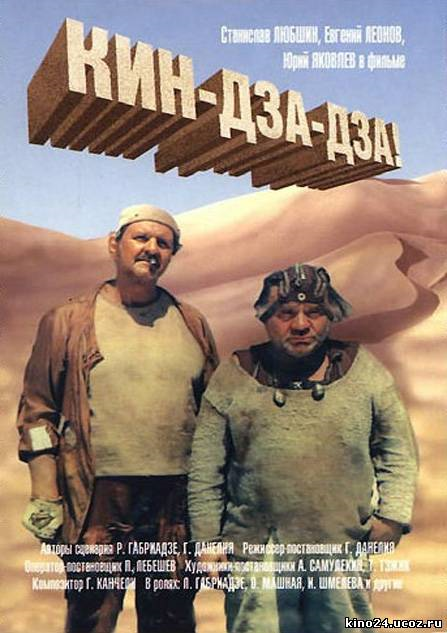 Станислав ЛЮБШИН, Евгений ЛЕОНОВ,
Юрий ЯКОВЛЕВ в фильме
КИН-ДЗА-ДЗА!
Авторы сценария Р. ГАБРИАДЗЕ, Г. ДАНЕЛИЯ Режиссер-постановщик Г. ДАНЕЛИЯ
Оператор-постановщик П. ЛЕБЕШЕВ Художники-постановщики А. САМУЛЕКИН, Т. ТЭЖИК
Композитор Г. КАНЧЕЛИ В ролях: Л. ГАБРИАДЗЕ, О. МАШНАЯ, И. ШМЕЛЕВА и другие
kino24.ucoz.ru